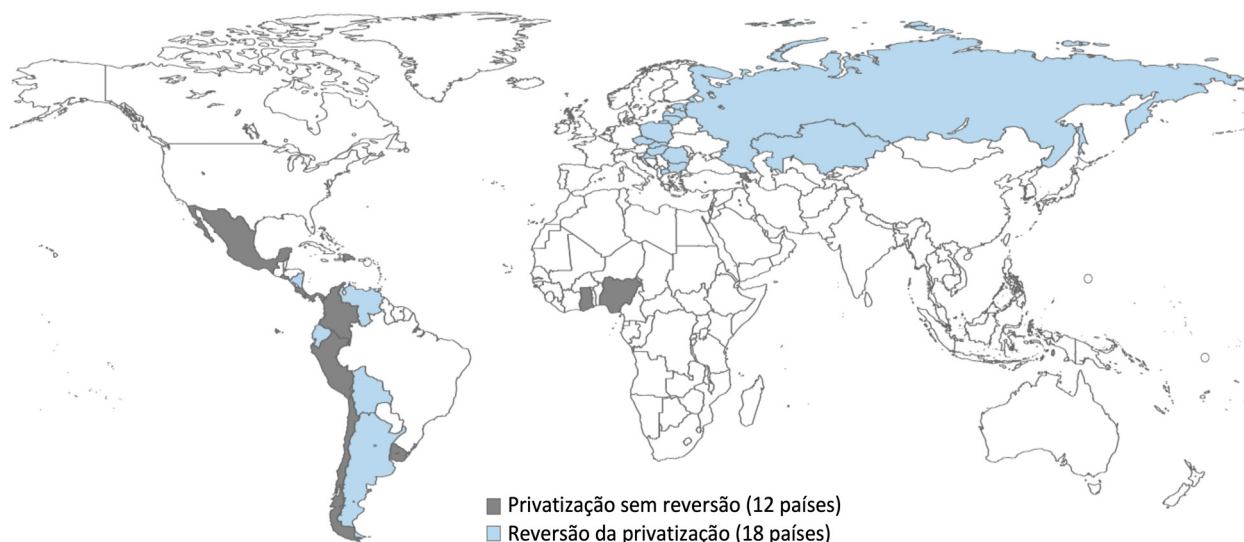 Privatização sem reversão (12 países)
Reversão da privatização (18 países)